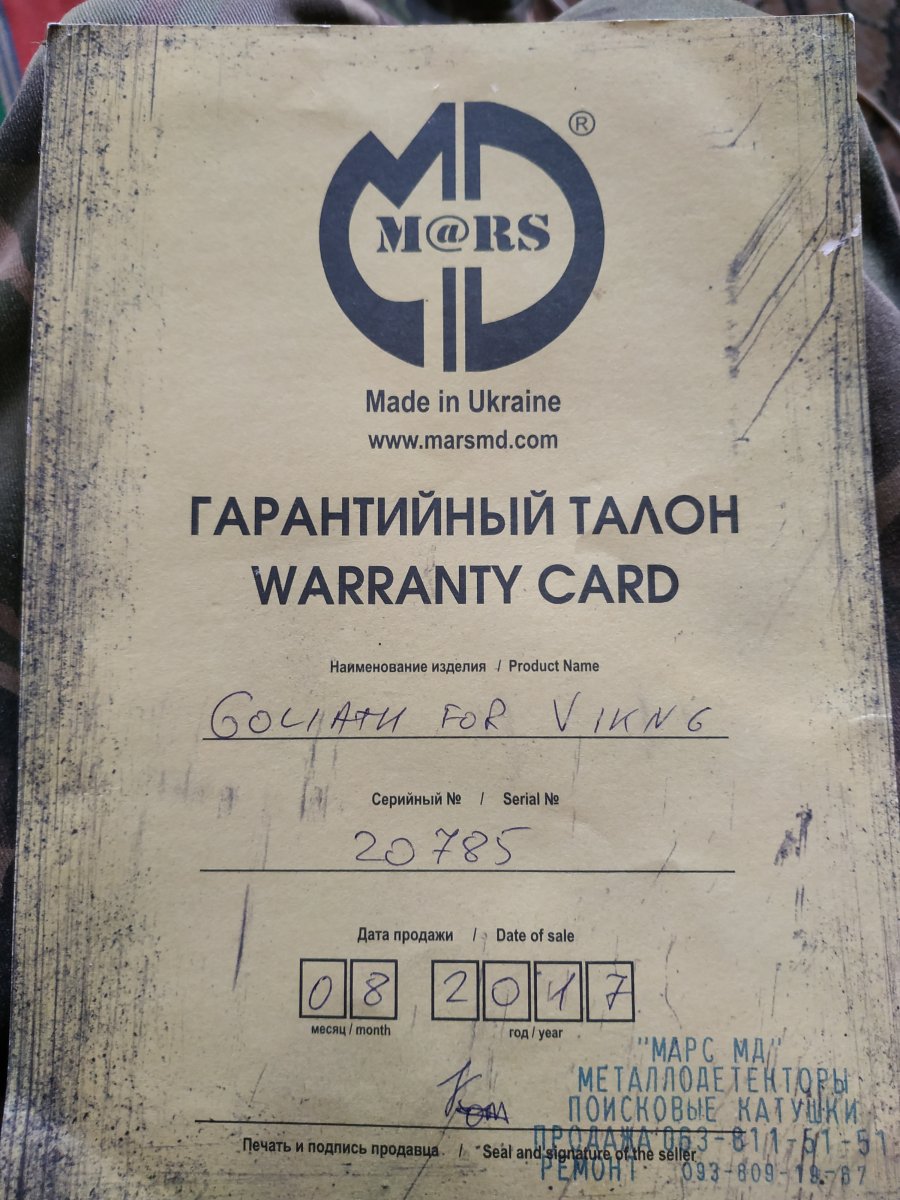 ®
M@RS
Made in Ukraine
www.marsmd.com
ГАРАНТИЙНЫЙ ТАЛОН
WARRANTY CARD
Наименование изделия / Product Name
GOLIATH FOR VIKNG
Серийный № / Serial №
20785
Дата продажи / Date of sale
08 2017
месяц / month год / year
"МАРС МД"
МЕТАЛЛОДЕТЕКТОРЫ
ПОИСКОВЫЕ КАТУШКИ
ПРОДАЖА 063-811-51-51
Печать и подпись продавца / Seal and signature of the seller
РЕМОНТ 093-609-19-67